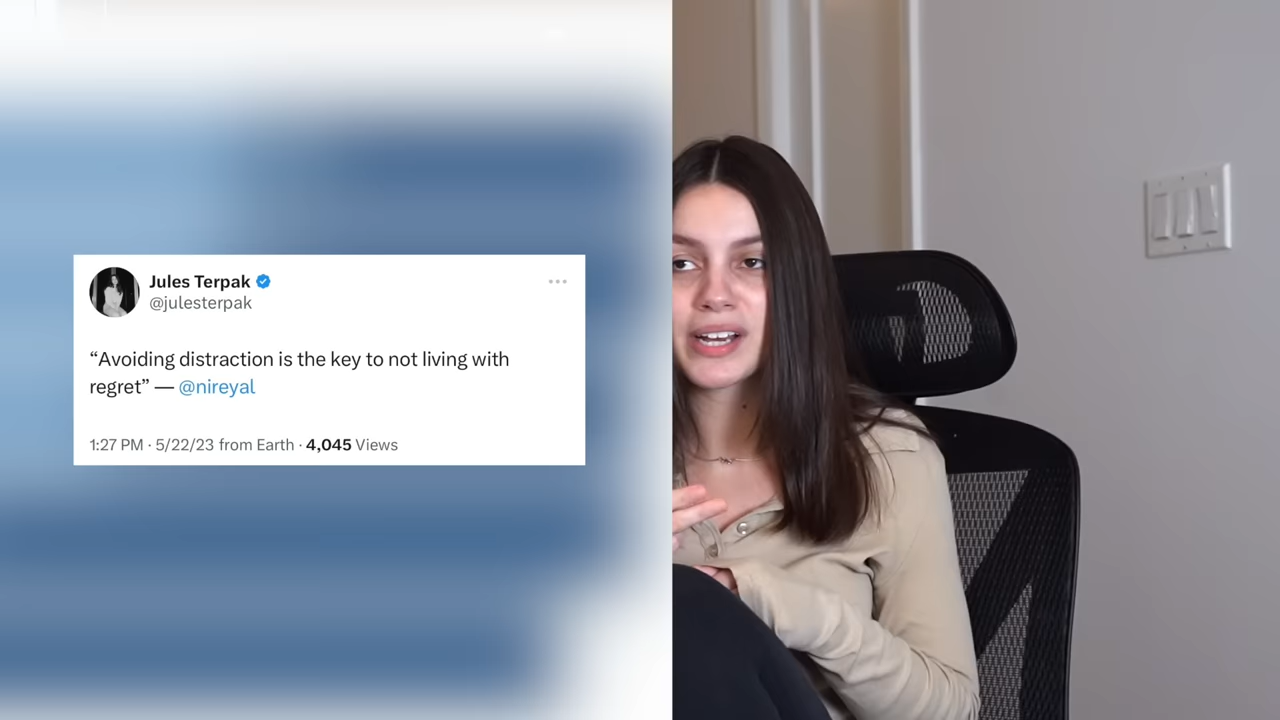 Jules Terpak
@julesterpak
“Avoiding distraction is the key to not living with
regret” — @nireyal
1:27 PM · 5/22/23 from Earth · 4,045 Views